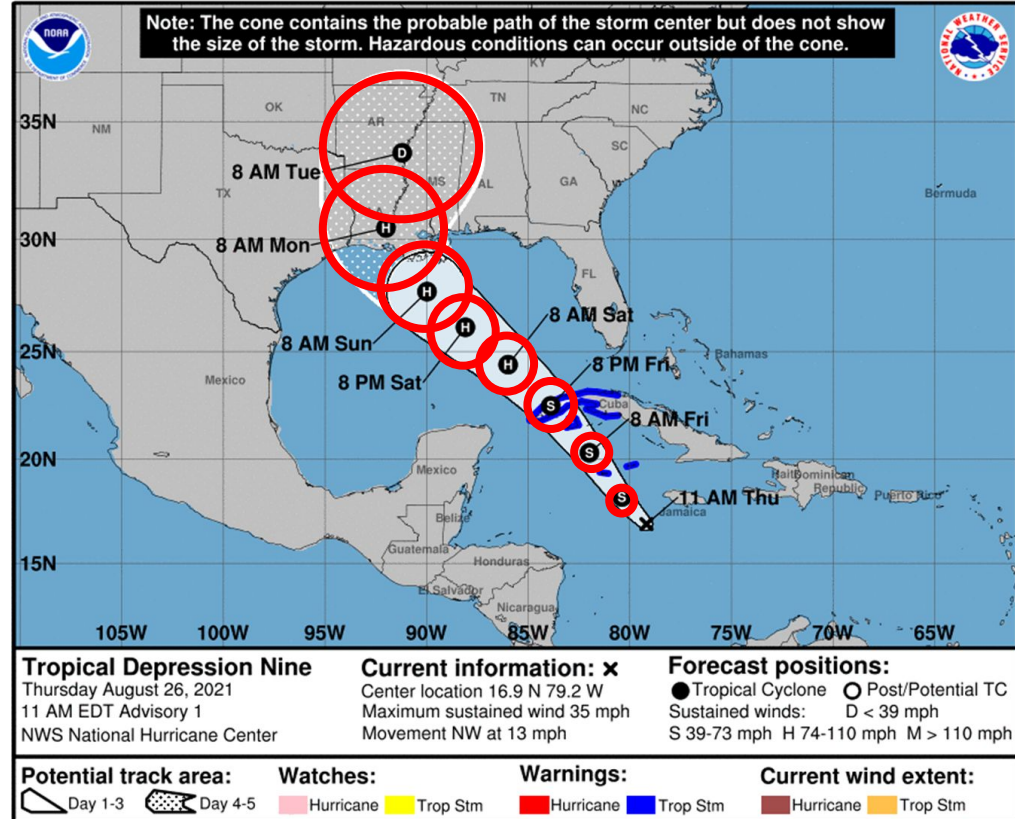 Note: The cone contains the probable path of the storm center but does not show
the size of the storm. Hazardous conditions can occur outside of the cone.
NOAA
NATIONAL WEATHER SERVICE
KY
VA
OK
TN
NC
NM
AR
35N
SC
D
8 AM Tue
MS
AL
GA
TX
Bermuda
H
8 AM Mon
30N
FL
H
8 AM Sun
H
8 AM Sat
25N
Bahamas
Mexico
8 PM Sat
H
8 PM Fri
S
Cuba
8 AM Fri
S
20N
Mexico
Haiti
Dominican
Republic
Puerto Rico
S
11 AM Thu
Jamaica
Belize
15N
Guatemala
Honduras
El Salvador
Nicaragua
105W 100W 95W 90W 85W 80W 75W 70W 65W
Tropical Depression Nine
Thursday August 26, 2021
11 AM EDT Advisory 1
NWS National Hurricane Center
Current information: x
Center location 16.9 N 79.2 W
Maximum sustained wind 35 mph
Movement NW at 13 mph
Forecast positions:
Tropical Cyclone Post/Potential TC
Sustained winds: D < 39 mph
S 39-73 mph H 74-110 mph M > 110 mph
Potential track area:
Day 1-3 Day 4-5
Watches:
Hurricane Trop Stm
Warnings:
Hurricane Trop Stm
Current wind extent:
Hurricane Trop Stm